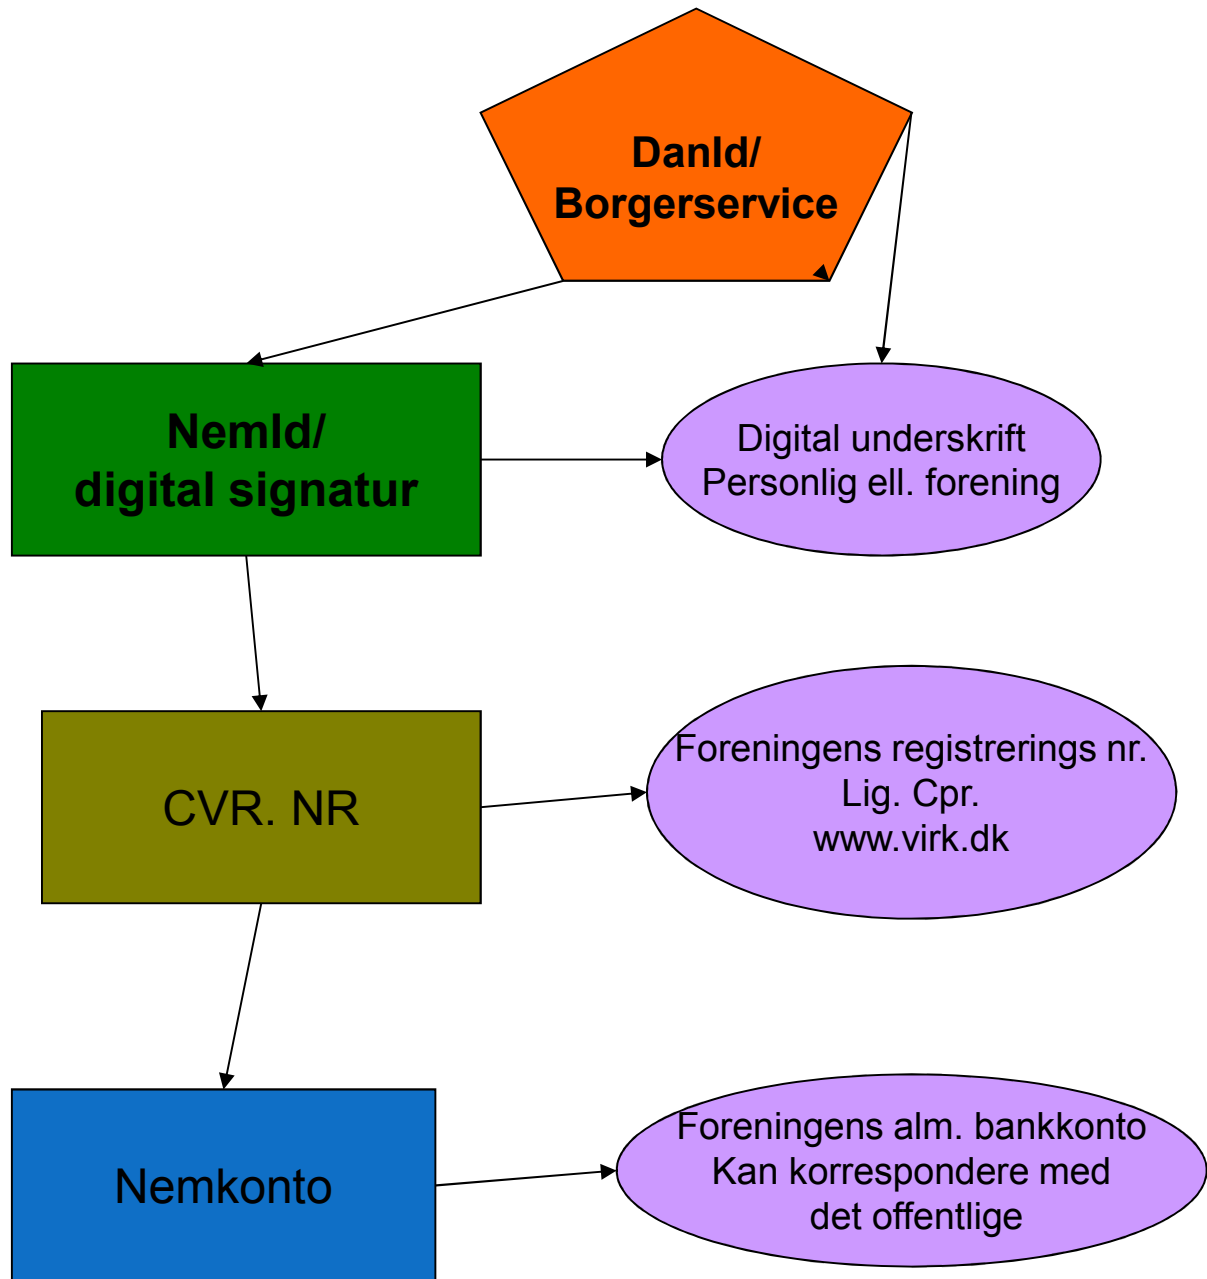 DanId/
Borgerservice
NemId/
digital signatur
Digital underskrift
Personlig ell. forening
CVR. NR
Foreningens registrerings nr.
Lig. Cpr.
www.virk.dk
Nemkonto
Foreningens alm. bankkonto
Kan korrespondere med
det offentlige